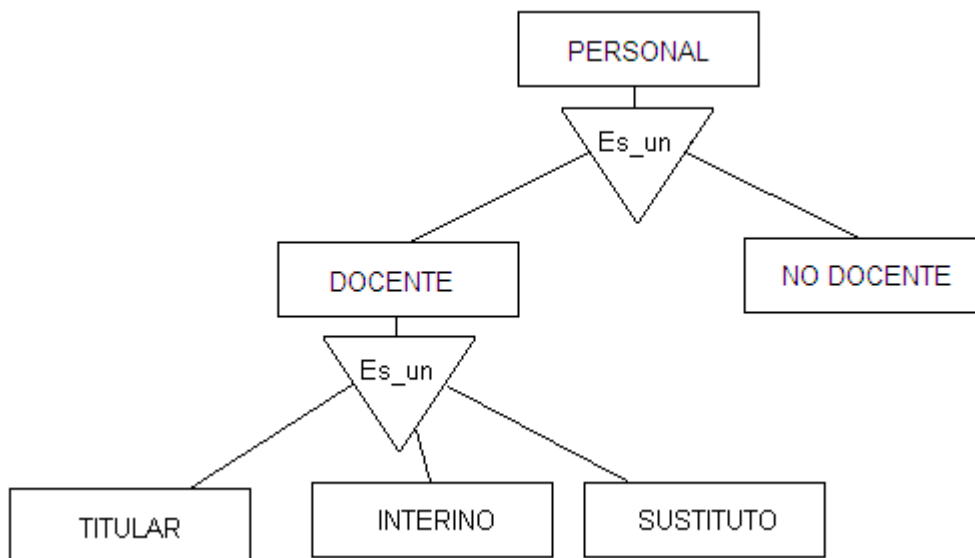 PERSONAL
Es_un
DOCENTE
NO DOCENTE
Es_un
TITULAR
INTERINO
SUSTITUTO